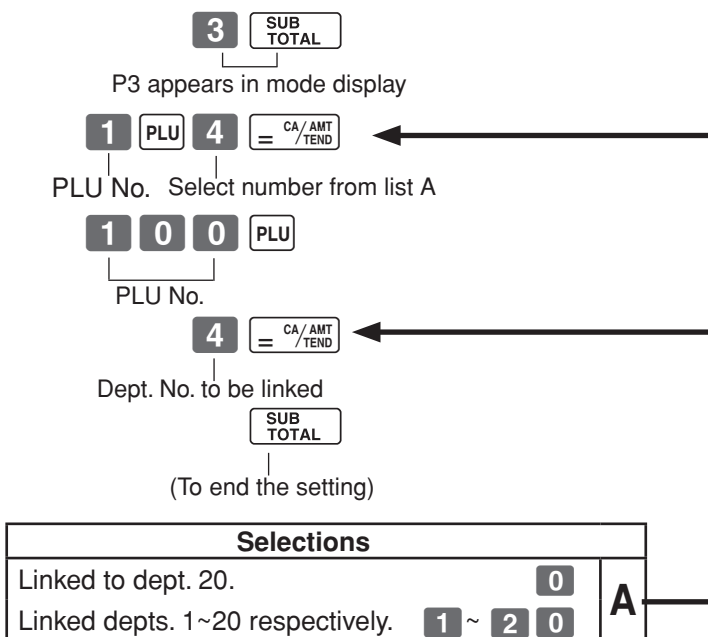 3 SUB TOTAL
P3 appears in mode display
1 PLU 4 = CA/AMT /TEND
PLU No. Select number from list A
1 0 0 PLU
PLU No.
4 = CA/AMT /TEND
Dept. No. to be linked
SUB TOTAL
(To end the setting)
Selections
Linked to dept. 20. 0
Linked depts. 1~20 respectively. 1 ~ 2 0
A